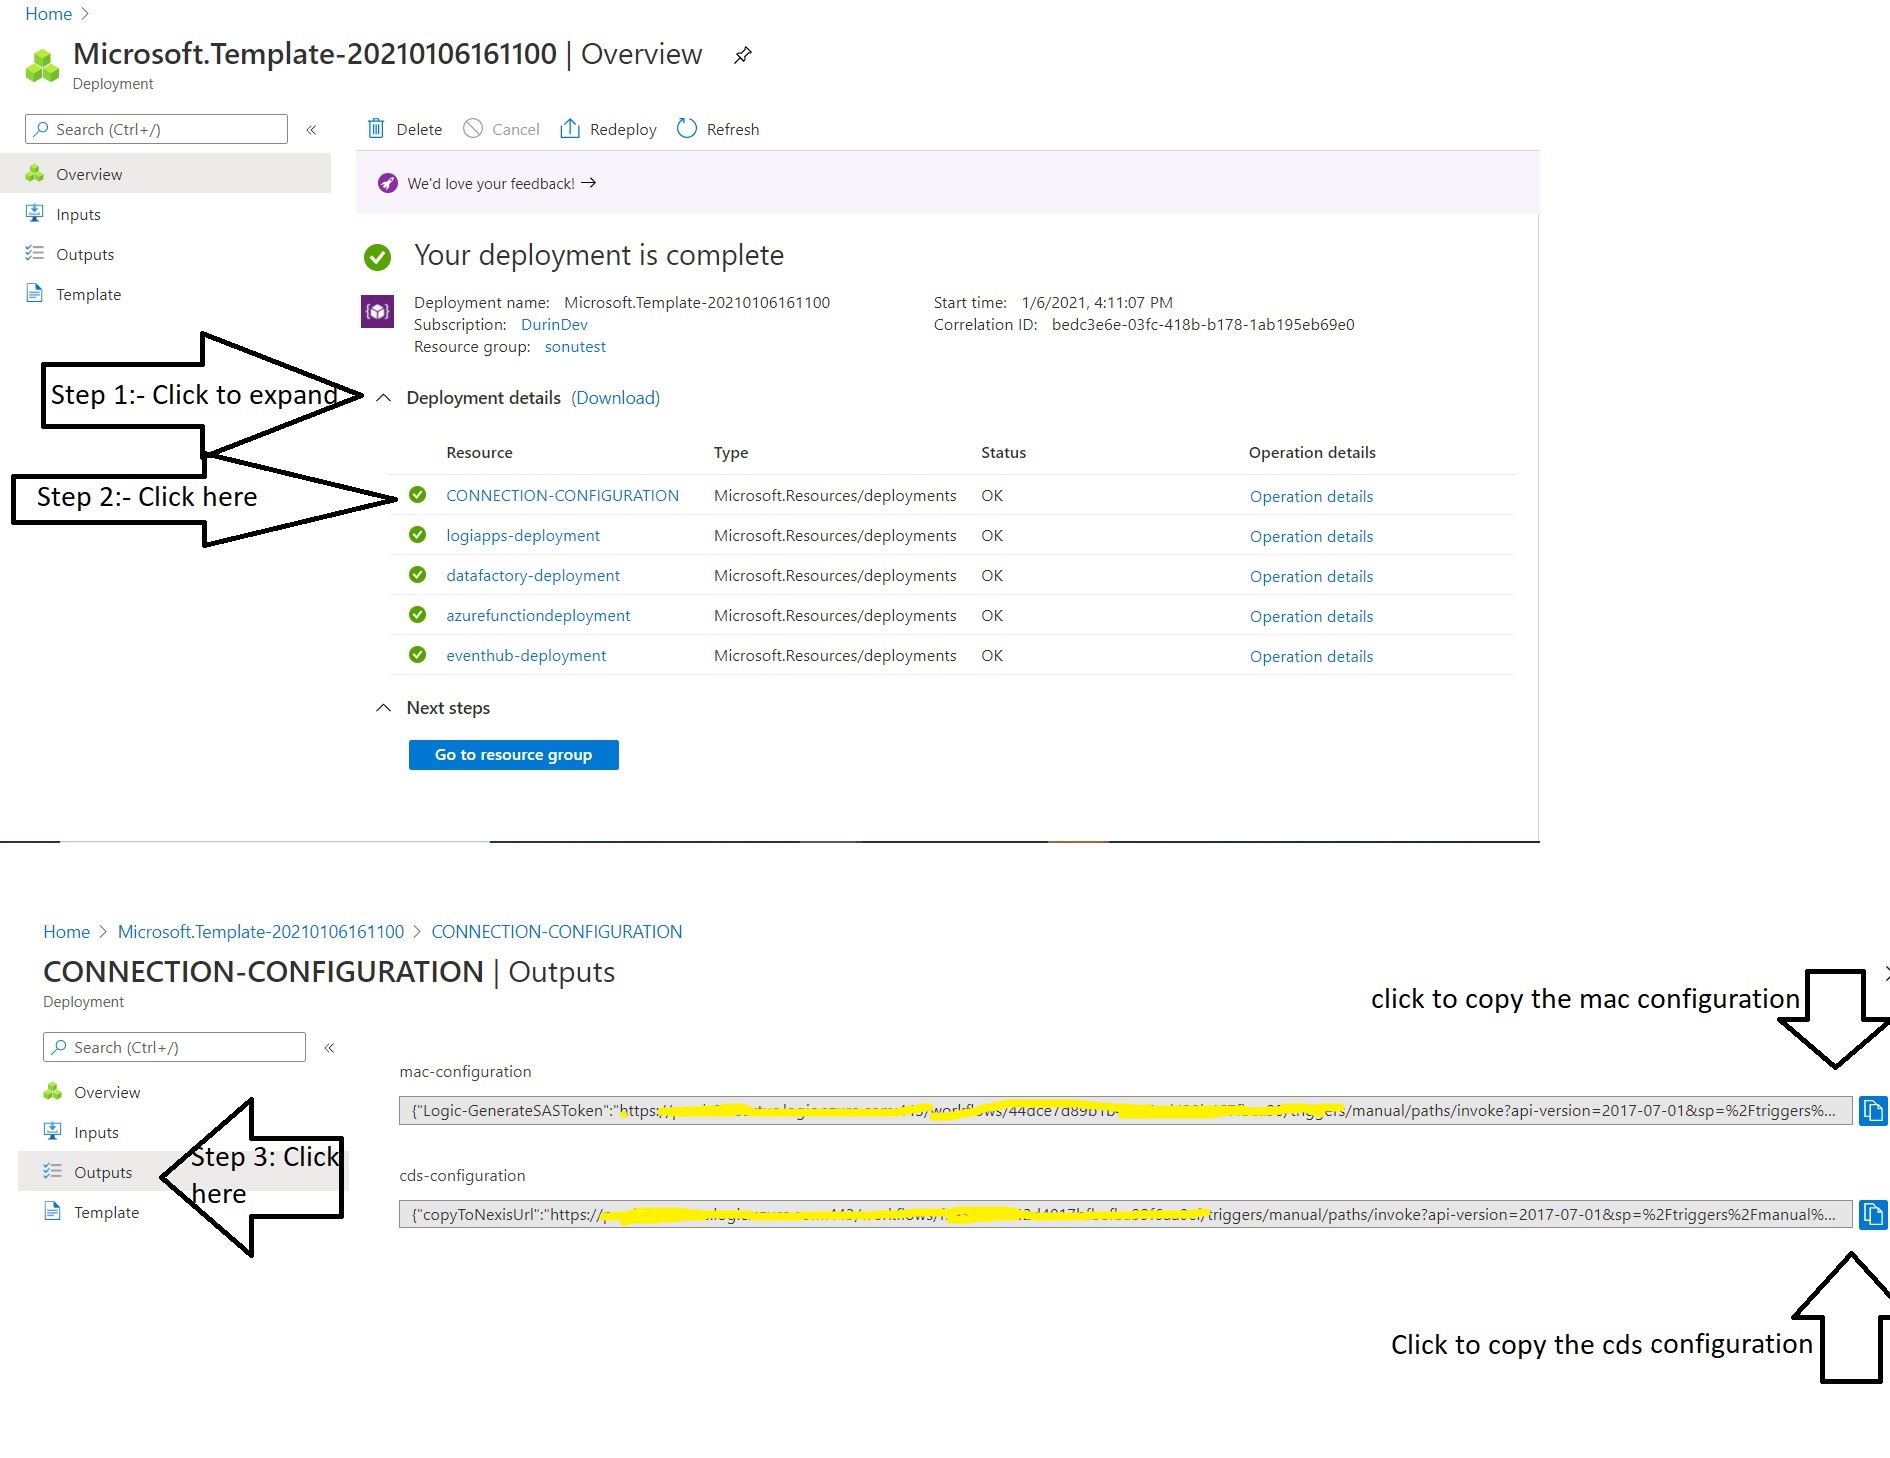 Home >
Microsoft.Template-20210106161100 | Overview
Deployment
Search (Ctrl+/) «
Delete Cancel Redeploy Refresh
Overview
Inputs
Outputs
Template
We'd love your feedback! →
Your deployment is complete
Deployment name: Microsoft.Template-20210106161100
Subscription: DurinDev
Resource group: sonutest
Start time: 1/6/2021, 4:11:07 PM
Correlation ID: bedc3e6e-03fc-418b-b178-1ab195eb69e0
Step 1:- Click to expand
Deployment details (Download)
Resource Type Status Operation details
Step 2:- Click here
CONNECTION-CONFIGURATION Microsoft.Resources/deployments OK Operation details
logiapps-deployment Microsoft.Resources/deployments OK Operation details
datafactory-deployment Microsoft.Resources/deployments OK Operation details
azurefunctiondeployment Microsoft.Resources/deployments OK Operation details
eventhub-deployment Microsoft.Resources/deployments OK Operation details
Next steps
Go to resource group
Home > Microsoft.Template-20210106161100 > CONNECTION-CONFIGURATION
CONNECTION-CONFIGURATION | Outputs
Deployment
click to copy the mac configuration
Search (Ctrl+/) «
Overview
Inputs
Outputs
Template
Step 3: Click
here
mac-configuration
{"Logic-GenerateSASToken":"https:/manual/paths/invoke?api-version=2017-07-01&sp=%2Ftriggers%...
cds-configuration
{"copyToNexisUrl":"https://triggers/manual/paths/invoke?api-version=2017-07-01&sp=%2Ftriggers%2Fmanual%...
Click to copy the cds configuration